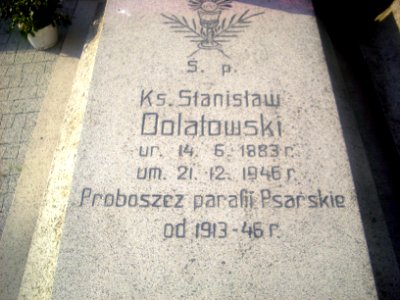 Ś. p.
Ks. Stanisław
Dolatowski
ur. 14. 6. 1883 r.
um. 21. 12. 1946 r.
Proboszcz parafii Psarskie
od 1913-46 r.